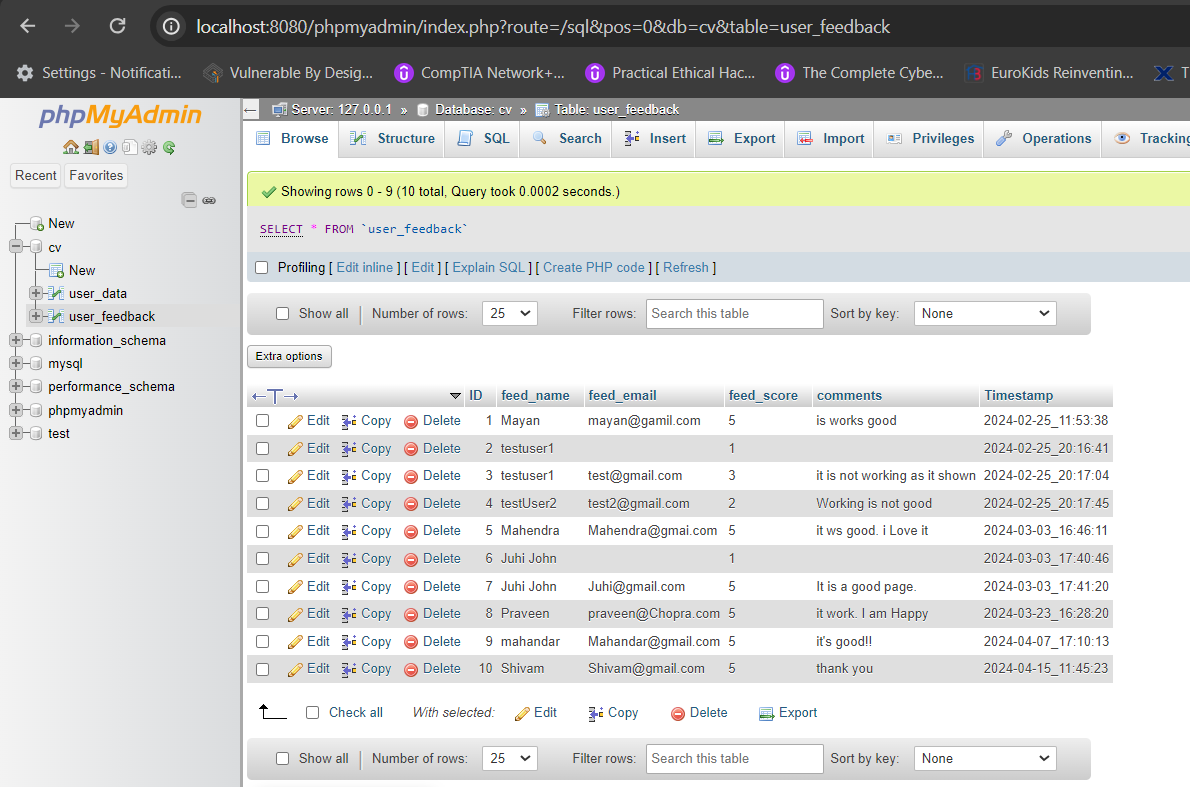 localhost:8080/phpmyadmin/index.php?route=/sql&pos=0&db=cv&table=user_feedback
Settings - Notificati... Vulnerable By Desig... CompTIA Network+... Practical Ethical Hac... The Complete Cybe... EuroKids Reinventin... T
phpMyAdmin
Recent Favorites
New
cv
New
user_data
user_feedback
information_schema
mysql
performance_schema
phpmyadmin
test
Server: 127.0.0.1 » Database: cv » Table: user_feedback
Browse Structure SQL Search Insert Export Import Privileges Operations Tracking
Showing rows 0 - 9 (10 total, Query took 0.0002 seconds.)
SELECT * FROM `user_feedback`
Profiling [ Edit inline ] [ Edit ] [ Explain SQL ] [ Create PHP code ] [ Refresh ]
Show all Number of rows: 25 Filter rows: Search this table Sort by key: None
Extra options
ID feed_name feed_email feed_score comments Timestamp
Edit Copy Delete 1 Mayan mayan@gamil.com 5 is works good 2024-02-25_11:53:38
Edit Copy Delete 2 testuser1 1 2024-02-25_20:16:41
Edit Copy Delete 3 testuser1 test@gmail.com 3 it is not working as it shown 2024-02-25_20:17:04
Edit Copy Delete 4 testUser2 test2@gmail.com 2 Working is not good 2024-02-25_20:17:45
Edit Copy Delete 5 Mahendra Mahendra@gmai.com 5 it ws good. i Love it 2024-03-03_16:46:11
Edit Copy Delete 6 Juhi John 1 2024-03-03_17:40:46
Edit Copy Delete 7 Juhi John Juhi@gmail.com 5 It is a good page. 2024-03-03_17:41:20
Edit Copy Delete 8 Praveen praveen@Chopra.com 5 it work. I am Happy 2024-03-23_16:28:20
Edit Copy Delete 9 mahandar Mahandar@gmail.com 5 it's good!! 2024-04-07_17:10:13
Edit Copy Delete 10 Shivam Shivam@gmail.com 5 thank you 2024-04-15_11:45:23
Check all With selected: Edit Copy Delete Export
Show all Number of rows: 25 Filter rows: Search this table Sort by key: None